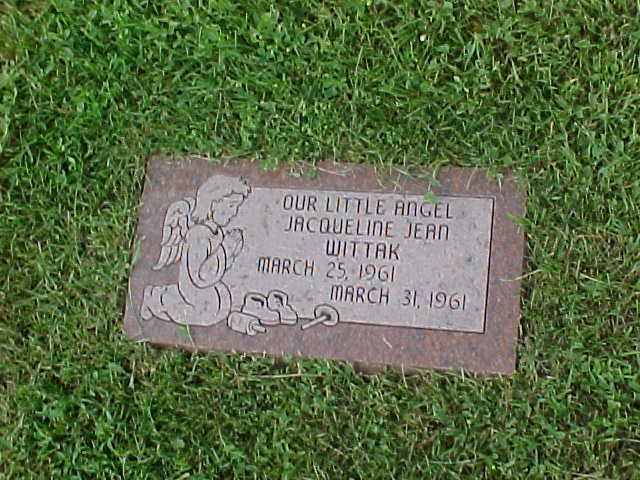 OUR LITTLE ANGEL
JACQUELINE JEAN
WITTAK
MARCH 25, 1961
MARCH 31, 1961